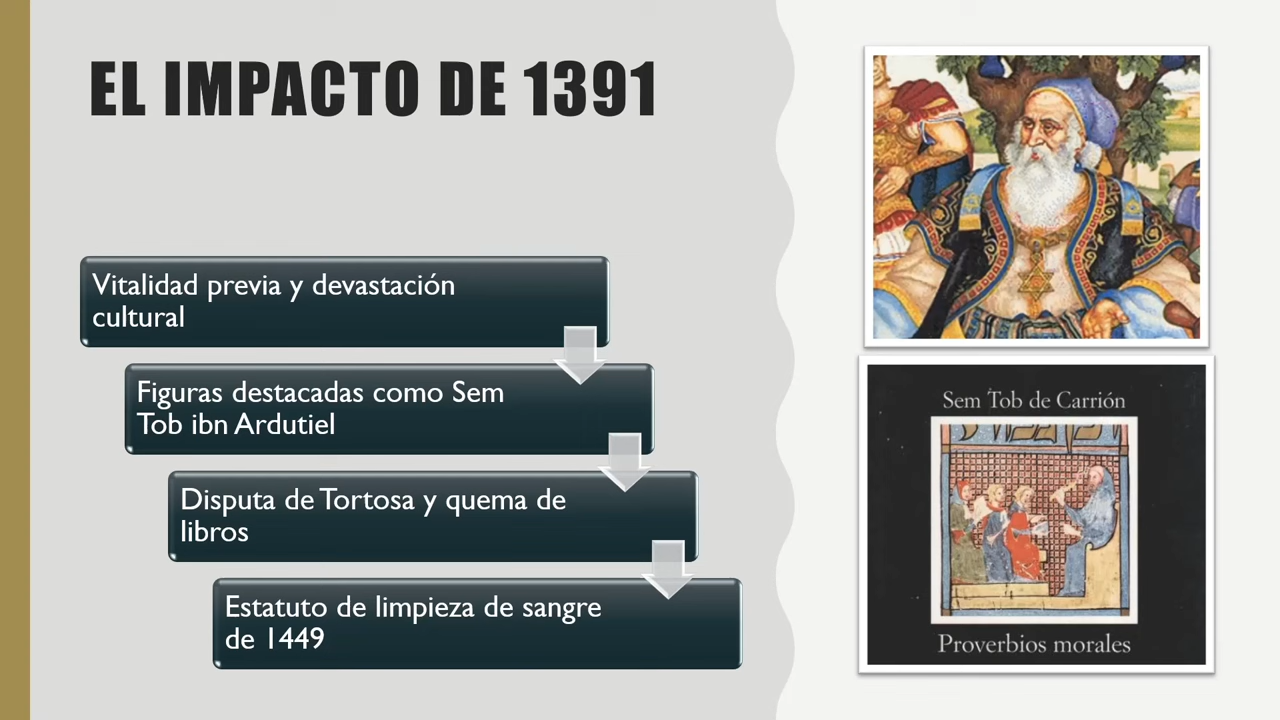 EL IMPACTO DE 1391
Vitalidad previa y devastación
cultural
Figuras destacadas como Sem
Tob ibn Ardutiel
Disputa de Tortosa y quema de
libros
Estatuto de limpieza de sangre
de 1449
Sem Tob de Carrión
Proverbios morales